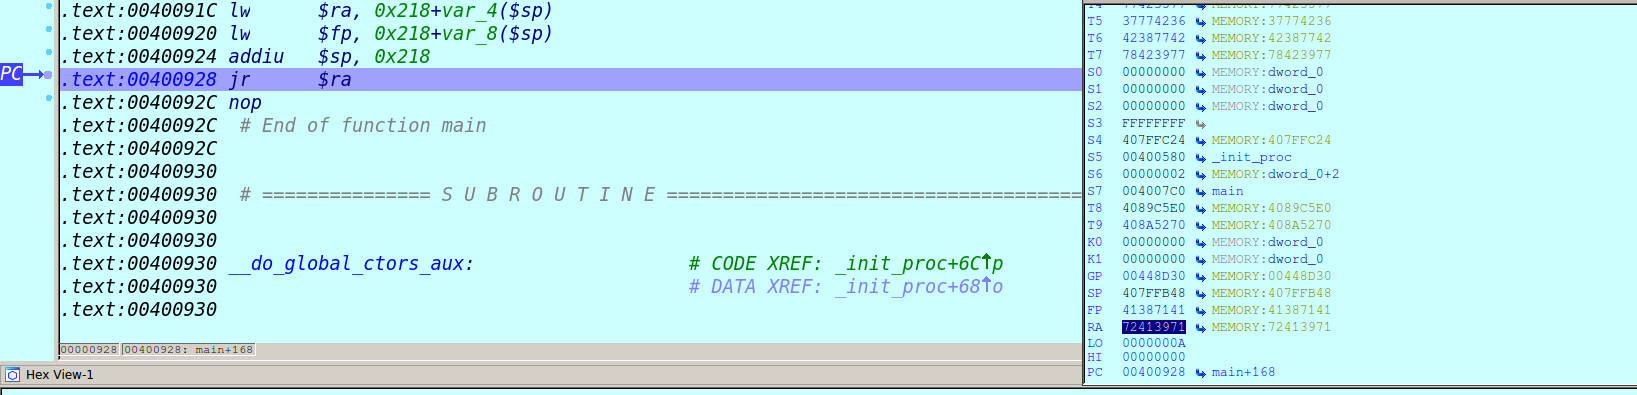 .text:0040091C lw $ra, 0x218+var_4($sp)
.text:00400920 lw $fp, 0x218+var_8($sp)
.text:00400924 addiu $sp, 0x218
PC .text:00400928 jr $ra
.text:0040092C nop
.text:0040092C # End of function main
.text:0040092C
.text:00400930
.text:00400930 # ============== S U B R O U T I N E =======================================
.text:00400930
.text:00400930
.text:00400930 __do_global_ctors_aux: # CODE XREF: _init_proc+6C↑p
.text:00400930 # DATA XREF: _init_proc+68↑o
.text:00400930
00000928 00400928: main+168
Hex View-1
T5 37774236 MEMORY:37774236
T6 42387742 MEMORY:42387742
T7 78423977 MEMORY:78423977
S0 00000000 MEMORY:dword_0
S1 00000000 MEMORY:dword_0
S2 00000000 MEMORY:dword_0
S3 FFFFFFFF
S4 407FFC24 MEMORY:407FFC24
S5 00400580 _init_proc
S6 00000002 MEMORY:dword_0+2
S7 004007C0 main
T8 4089C5E0 MEMORY:4089C5E0
T9 408A5270 MEMORY:408A5270
K0 00000000 MEMORY:dword_0
K1 00000000 MEMORY:dword_0
GP 00448D30 MEMORY:00448D30
SP 407FFB48 MEMORY:407FFB48
FP 41387141 MEMORY:41387141
RA 72413971 MEMORY:72413971
LO 0000000A
HI 00000000
PC 00400928 main+168